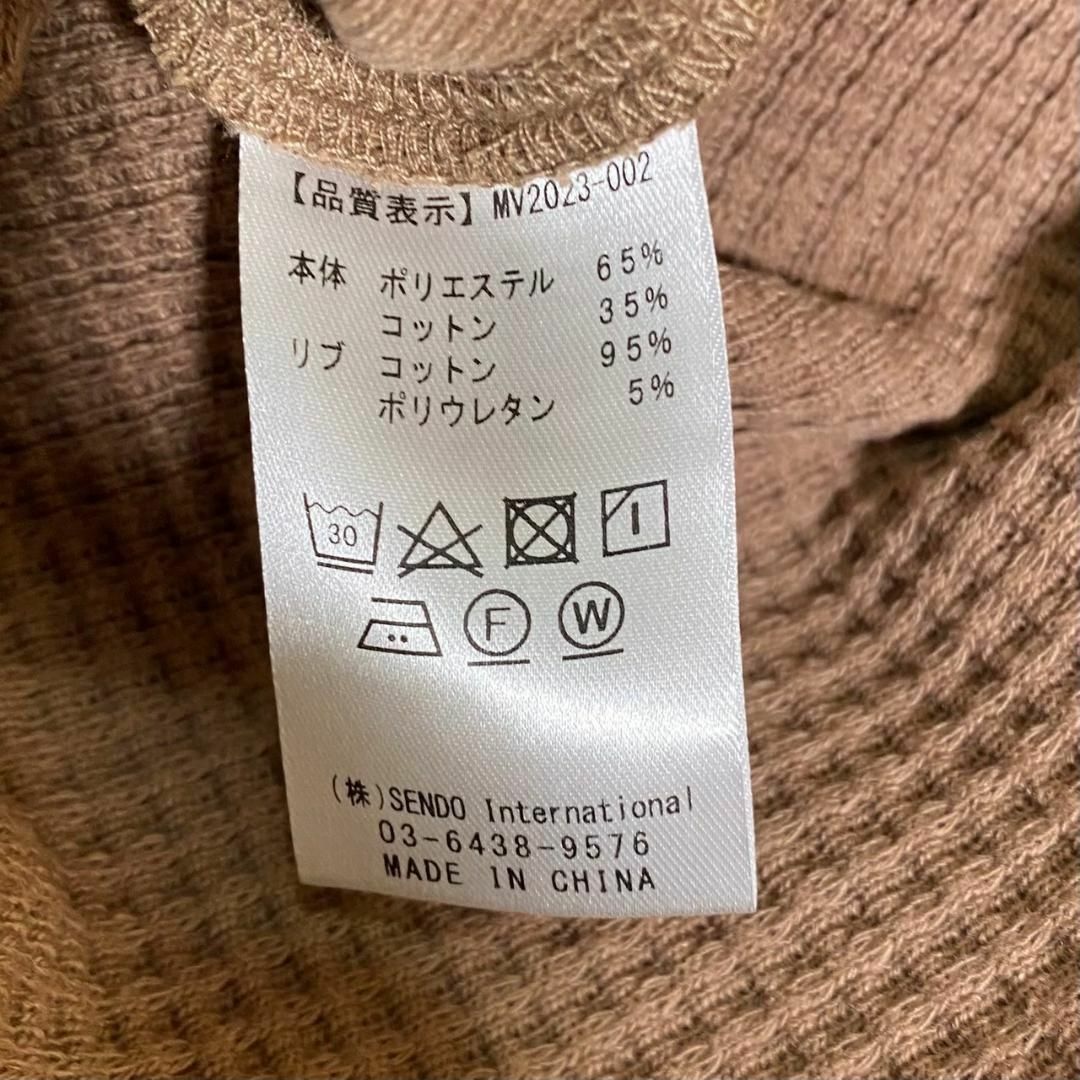 【品質表示】MV2023-002
本体 ポリエステル 65%
コットン 35%
リブ コットン 95%
ポリウレタン 5%
30
F W
(株)SENDO International
03-6438-9576
MADE IN CHINA